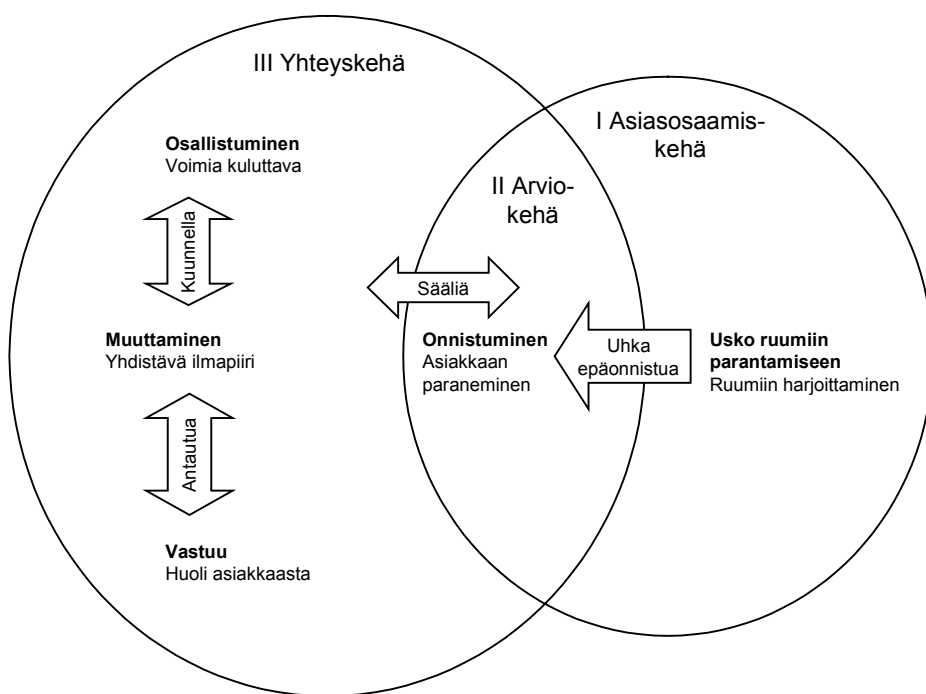 III Yhteyskehä
I Asiasosaamis-
kehä
II Arvio-
kehä
Osallistuminen
Voimia kuluttava
Kuunnella
Sääliä
Muuttaminen
Yhdistävä ilmapiiri
Onnistuminen
Asiakkaan
paraneminen
Uhka
epäonnistua
Usko ruumiin
parantamiseen
Ruumiin harjoittaminen
Antautua
Vastuu
Huoli asiakkaasta